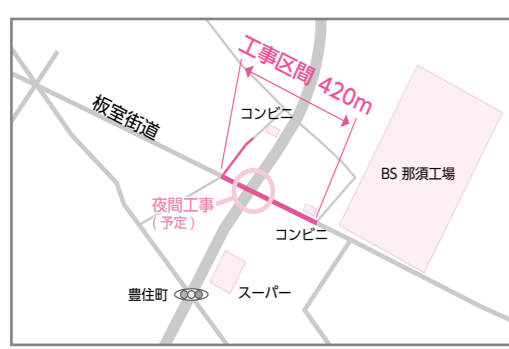 工事区間 420m
コンビニ
板室街道
BS 那須工場
夜間工事
(予定)
コンビニ
豊住町
スーパー